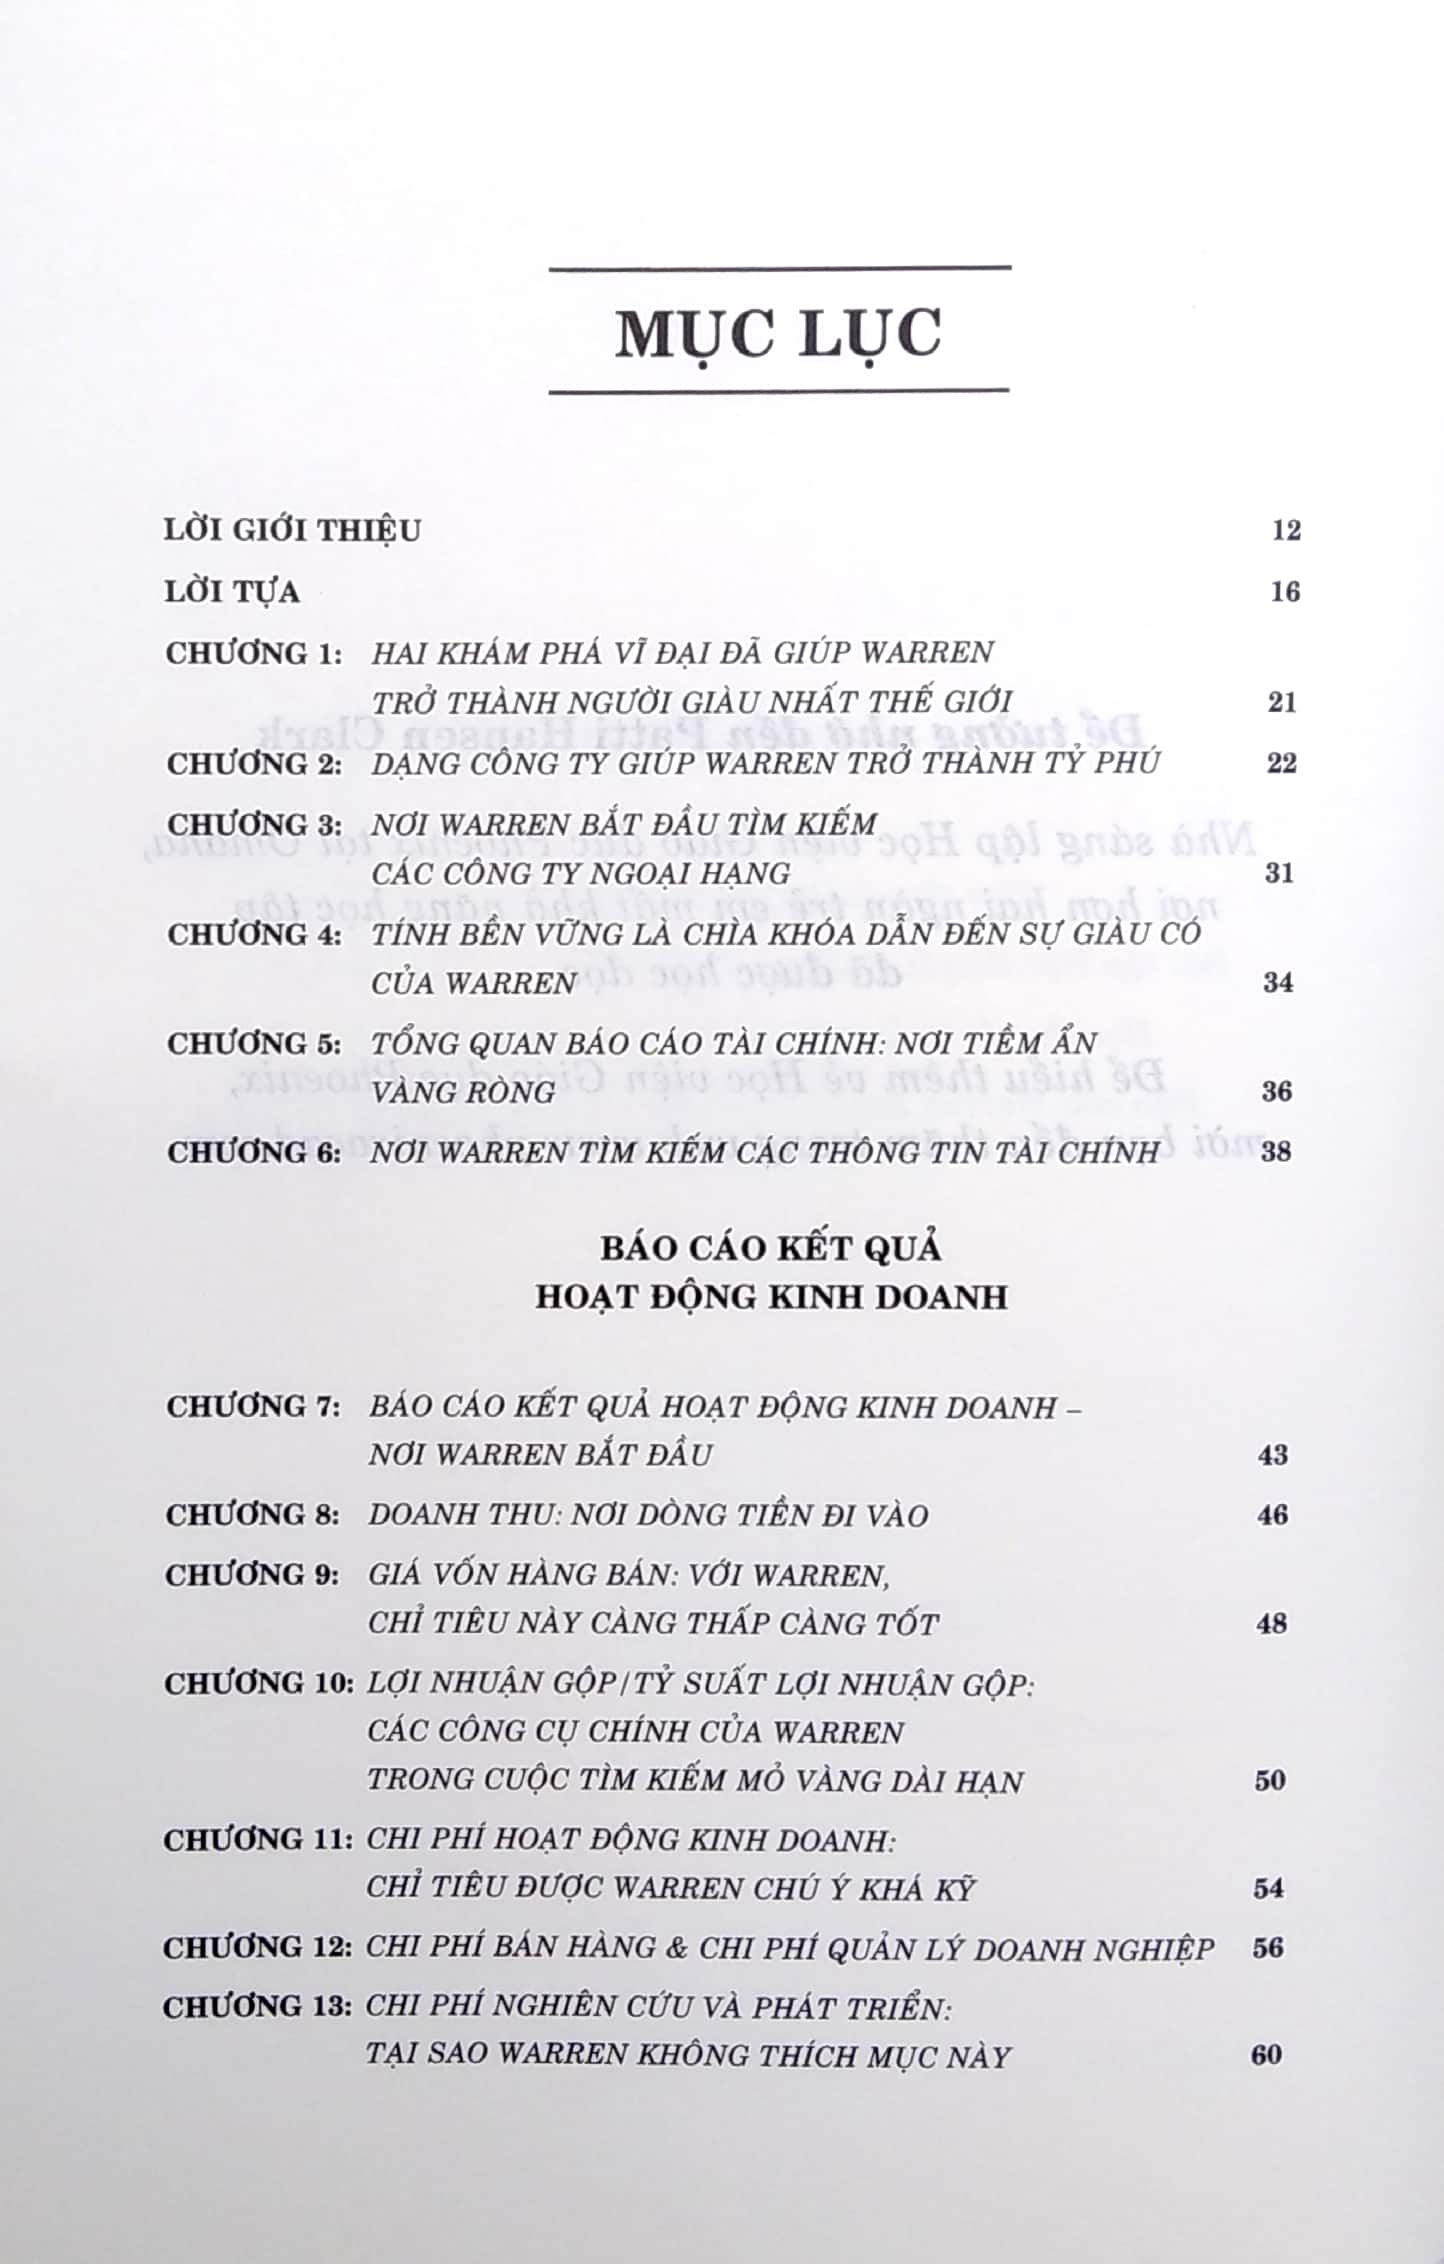 MỤC LỤC
LỜI GIỚI THIỆU 12
LỜI TỰA 16
CHƯƠNG 1: HAI KHÁM PHÁ VĨ ĐẠI ĐÃ GIÚP WARREN
TRỞ THÀNH NGƯỜI GIÀU NHẤT THẾ GIỚI 21
CHƯƠNG 2: DẠNG CÔNG TY GIÚP WARREN TRỞ THÀNH TỶ PHÚ 22
CHƯƠNG 3: NƠI WARREN BẮT ĐẦU TÌM KIẾM
CÁC CÔNG TY NGOẠI HẠNG 31
CHƯƠNG 4: TÍNH BỀN VỮNG LÀ CHÌA KHÓA DẪN ĐẾN SỰ GIÀU CÓ
CỦA WARREN 34
CHƯƠNG 5: TỔNG QUAN BÁO CÁO TÀI CHÍNH: NƠI TIỀM ẨN
VÀNG RÒNG 36
CHƯƠNG 6: NƠI WARREN TÌM KIẾM CÁC THÔNG TIN TÀI CHÍNH 38
BÁO CÁO KẾT QUẢ
HOẠT ĐỘNG KINH DOANH
CHƯƠNG 7: BÁO CÁO KẾT QUẢ HOẠT ĐỘNG KINH DOANH –
NƠI WARREN BẮT ĐẦU 43
CHƯƠNG 8: DOANH THU: NƠI DÒNG TIỀN ĐI VÀO 46
CHƯƠNG 9: GIÁ VỐN HÀNG BÁN: VỚI WARREN,
CHỈ TIÊU NÀY CÀNG THẤP CÀNG TỐT 48
CHƯƠNG 10: LỢI NHUẬN GỘP/TỶ SUẤT LỢI NHUẬN GỘP:
CÁC CÔNG CỤ CHÍNH CỦA WARREN
TRONG CUỘC TÌM KIẾM MỎ VÀNG DÀI HẠN 50
CHƯƠNG 11: CHI PHÍ HOẠT ĐỘNG KINH DOANH:
CHỈ TIÊU ĐƯỢC WARREN CHÚ Ý KHÁ KỸ 54
CHƯƠNG 12: CHI PHÍ BÁN HÀNG & CHI PHÍ QUẢN LÝ DOANH NGHIỆP 56
CHƯƠNG 13: CHI PHÍ NGHIÊN CỨU VÀ PHÁT TRIỂN:
TẠI SAO WARREN KHÔNG THÍCH MỤC NÀY 60